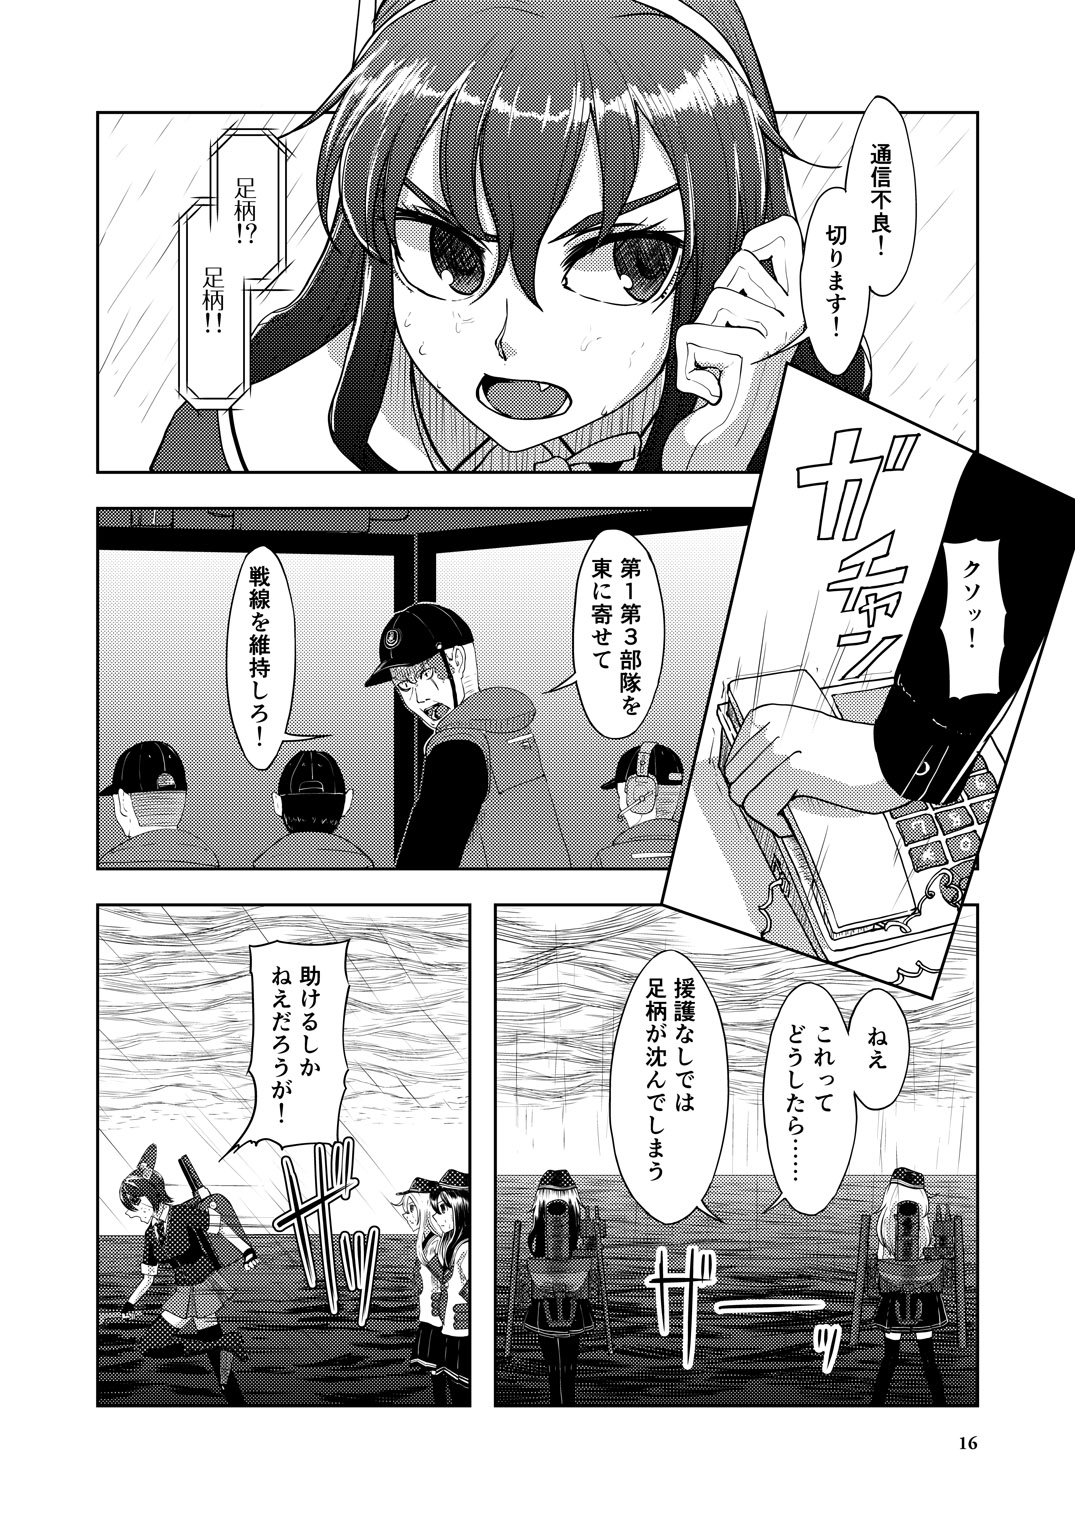 通信不良！
切ります！
足柄！？
足柄！！
ガチャン
クソッ！
第１第３部隊を
東に寄せて
戦線を維持しろ！
ねえ
これって
どうしたら……
援護なしでは
足柄が沈んでしまう
ザーーッ
助けるしか
ねえだろうが！
ザザ
16